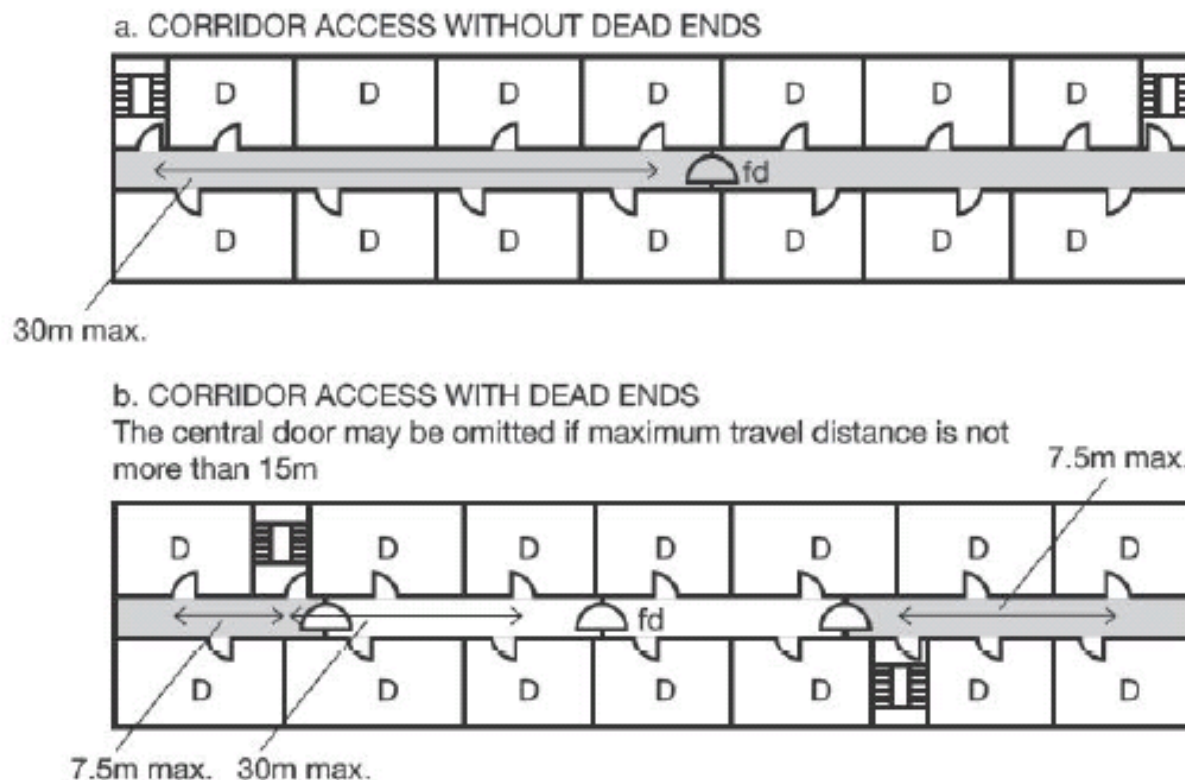 a. CORRIDOR ACCESS WITHOUT DEAD ENDS
D D D D D D D
fd
D D D D D D D
30m max.
b. CORRIDOR ACCESS WITH DEAD ENDS
The central door may be omitted if maximum travel distance is not
more than 15m
7.5m max.
D D D D D D
fd
D D D D D D D
7.5m max. 30m max.